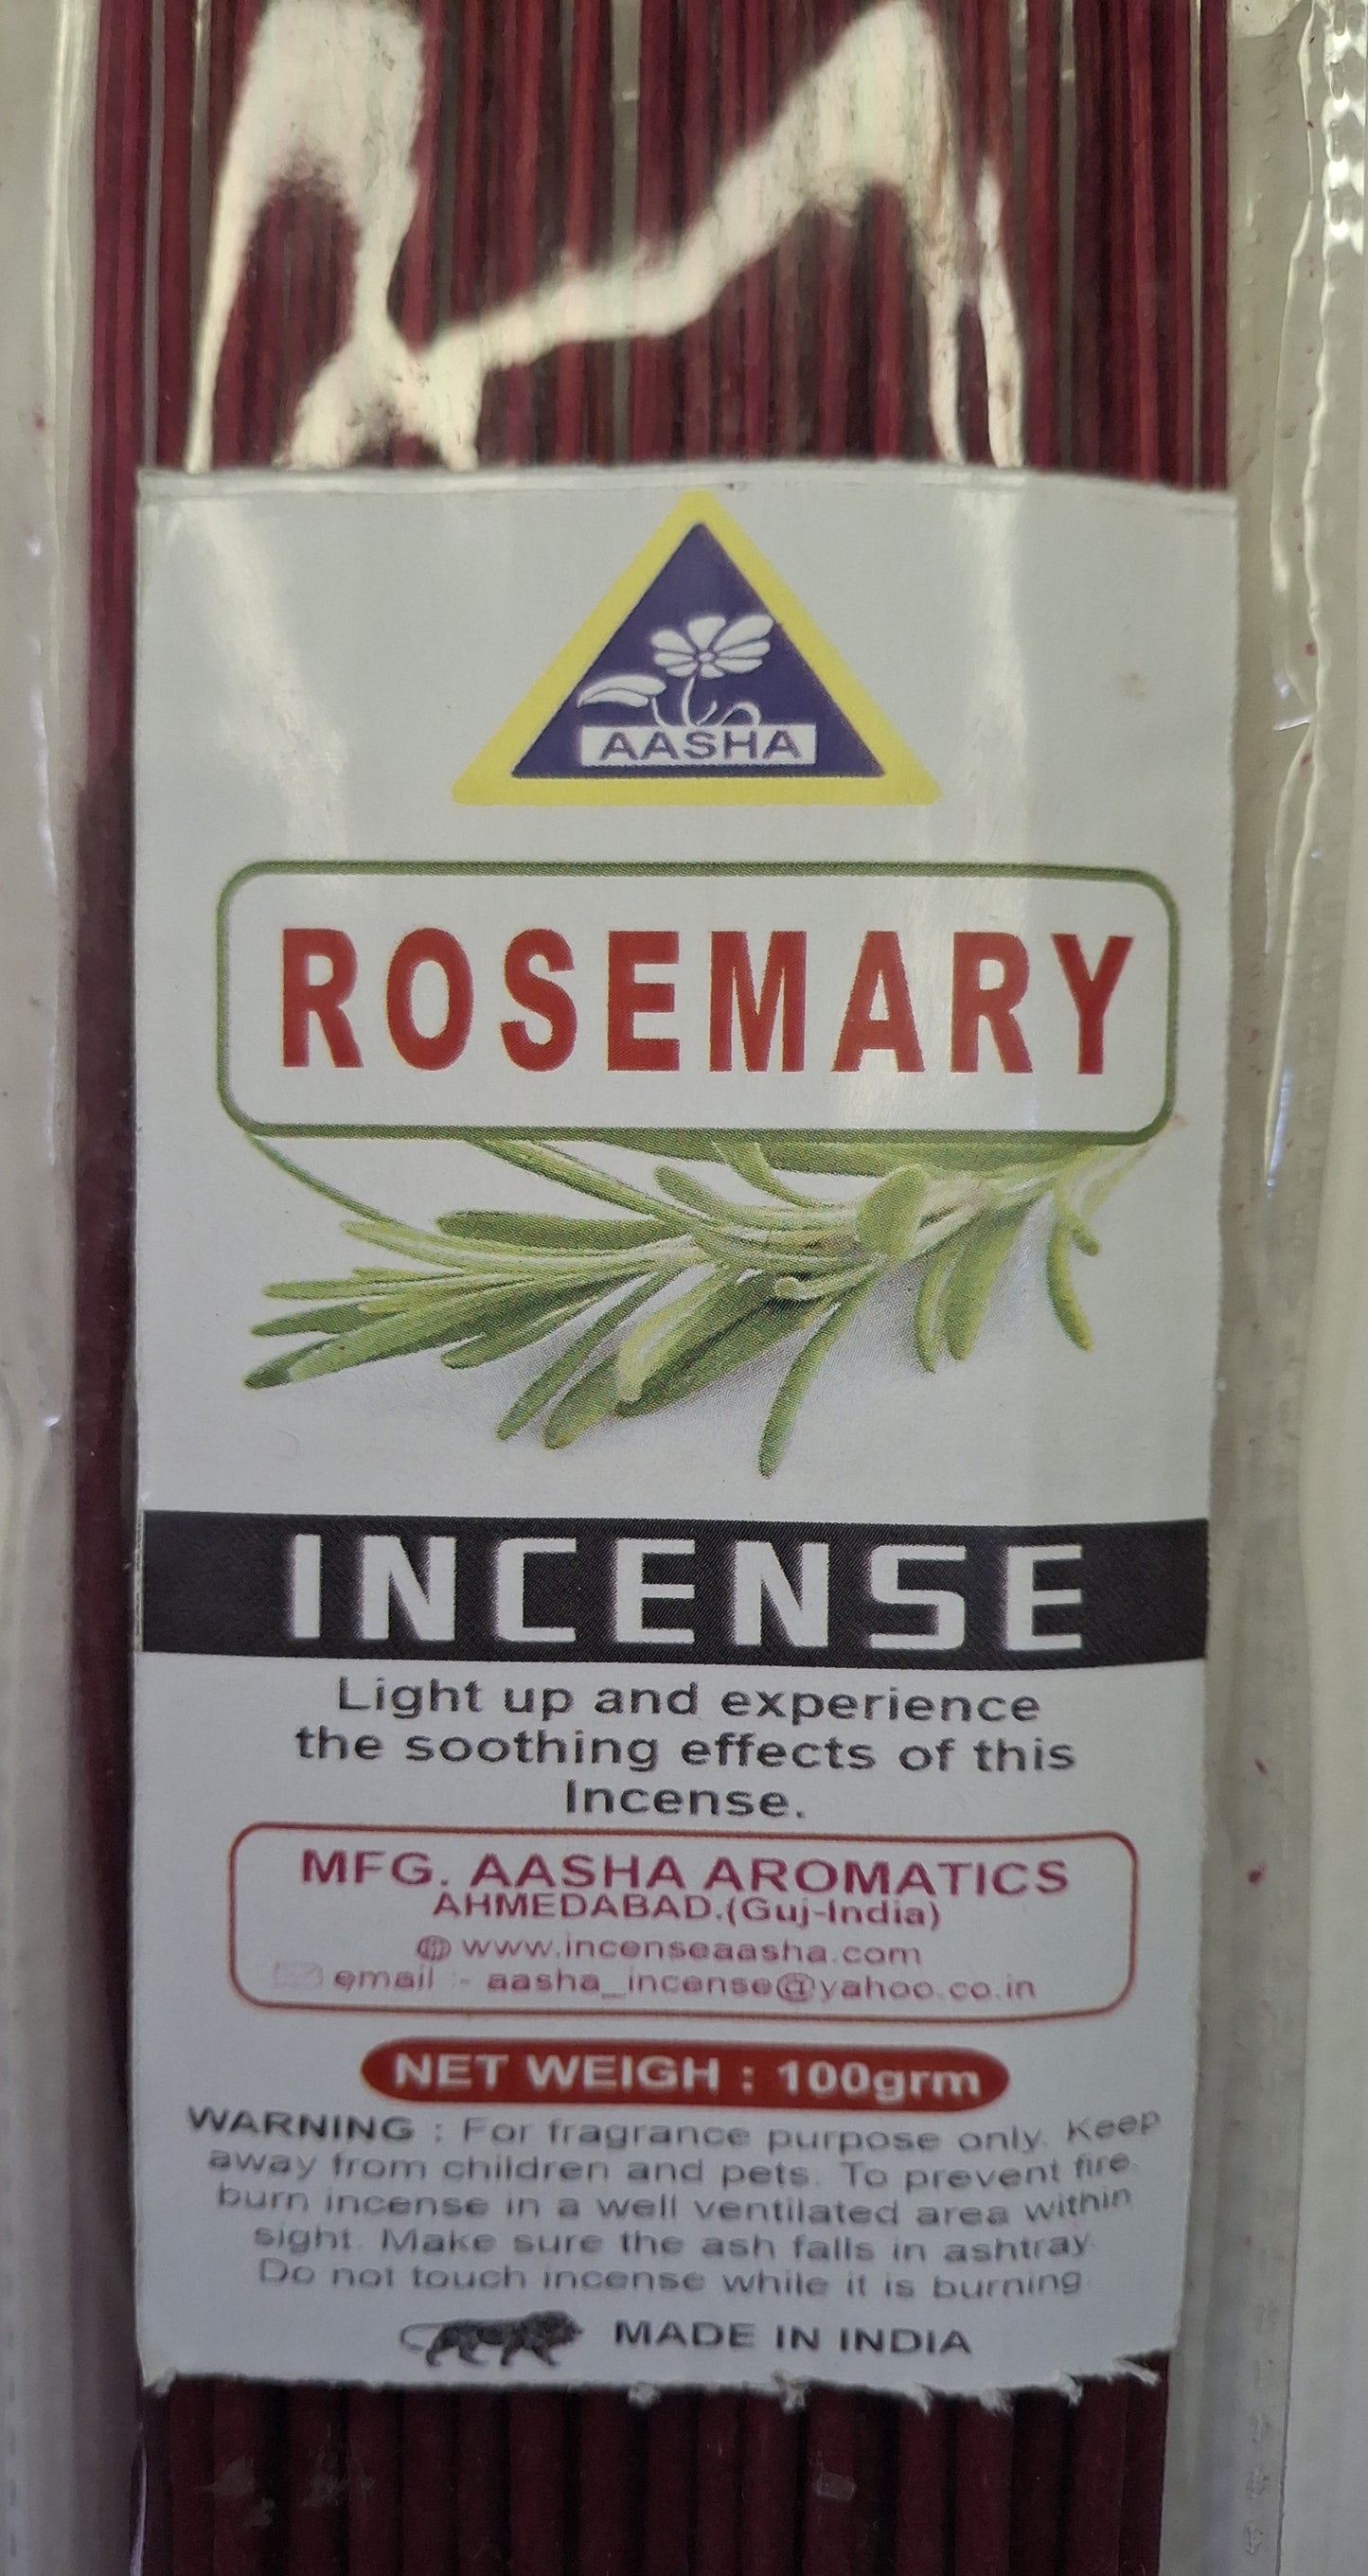 AASHA
ROSEMARY
INCENSE
Light up and experience
the soothing effects of this
Incense.
MFG. AASHA AROMATICS
AHMEDABAD.(Guj-India)
www.incenseaasha.com
email :- aasha_incense@yahoo.co.in
NET WEIGH : 100grm
WARNING : For fragrance purpose only. Keep
away from children and pets. To prevent fire.
burn incense in a well ventilated area within
sight. Make sure the ash falls in ashtray.
Do not touch incense while it is burning
MADE IN INDIA